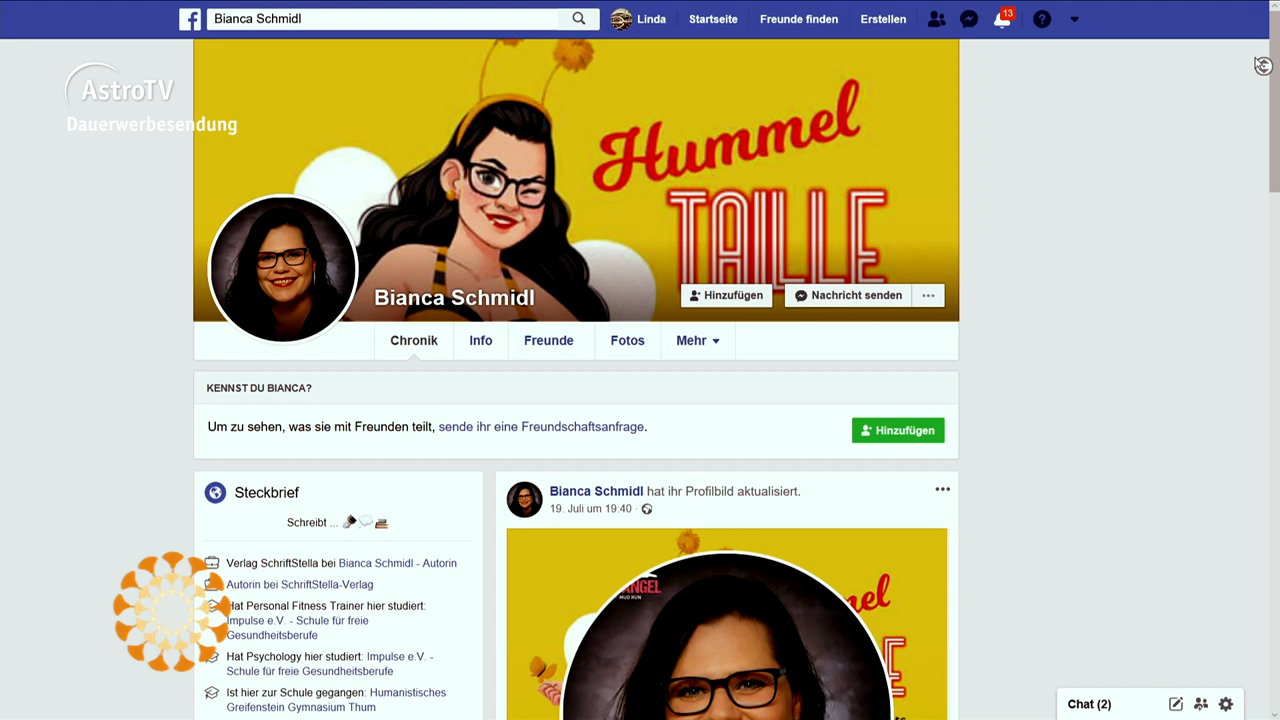 Bianca Schmidl
Linda
Startseite
Freunde finden
Erstellen
13
AstroTV
Dauerwerbesendung
Hummel
TAILLE
Bianca Schmidl
Hinzufügen
Nachricht senden
Chronik
Info
Freunde
Fotos
Mehr
KENNST DU BIANCA?
Um zu sehen, was sie mit Freunden teilt, sende ihr eine Freundschaftsanfrage.
Hinzufügen
Steckbrief
Schreibt ...
Verlag SchriftStella bei Bianca Schmidl - Autorin
Autorin bei SchriftStella-Verlag
Hat Personal Fitness Trainer hier studiert:
Impulse e.V. - Schule für freie
Gesundheitsberufe
Hat Psychology hier studiert: Impulse e.V. -
Schule für freie Gesundheitsberufe
Ist hier zur Schule gegangen: Humanistisches
Greifenstein Gymnasium Thum
Bianca Schmidl hat ihr Profilbild aktualisiert.
19. Juli um 19:40
MUD RUN
Chat (2)